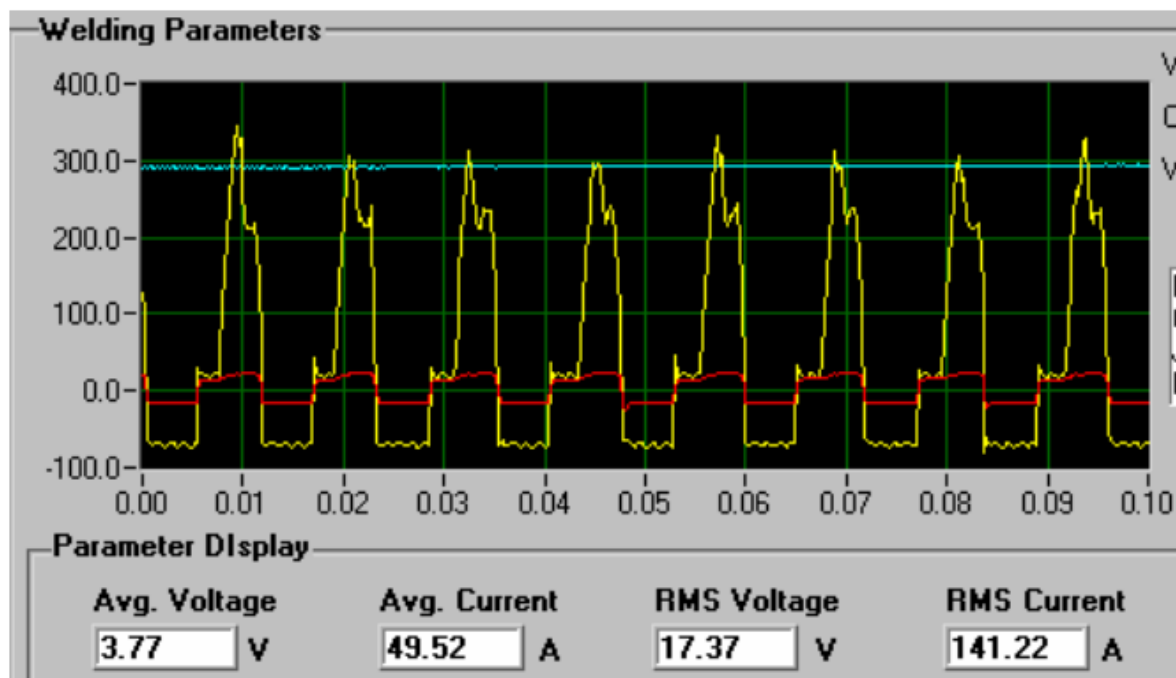 Welding Parameters
400.0
300.0
200.0
100.0
0.0
-100.0
0.00 0.01 0.02 0.03 0.04 0.05 0.06 0.07 0.08 0.09 0.10
Parameter DIsplay
Avg. Voltage Avg. Current RMS Voltage RMS Current
3.77 V 49.52 A 17.37 V 141.22 A